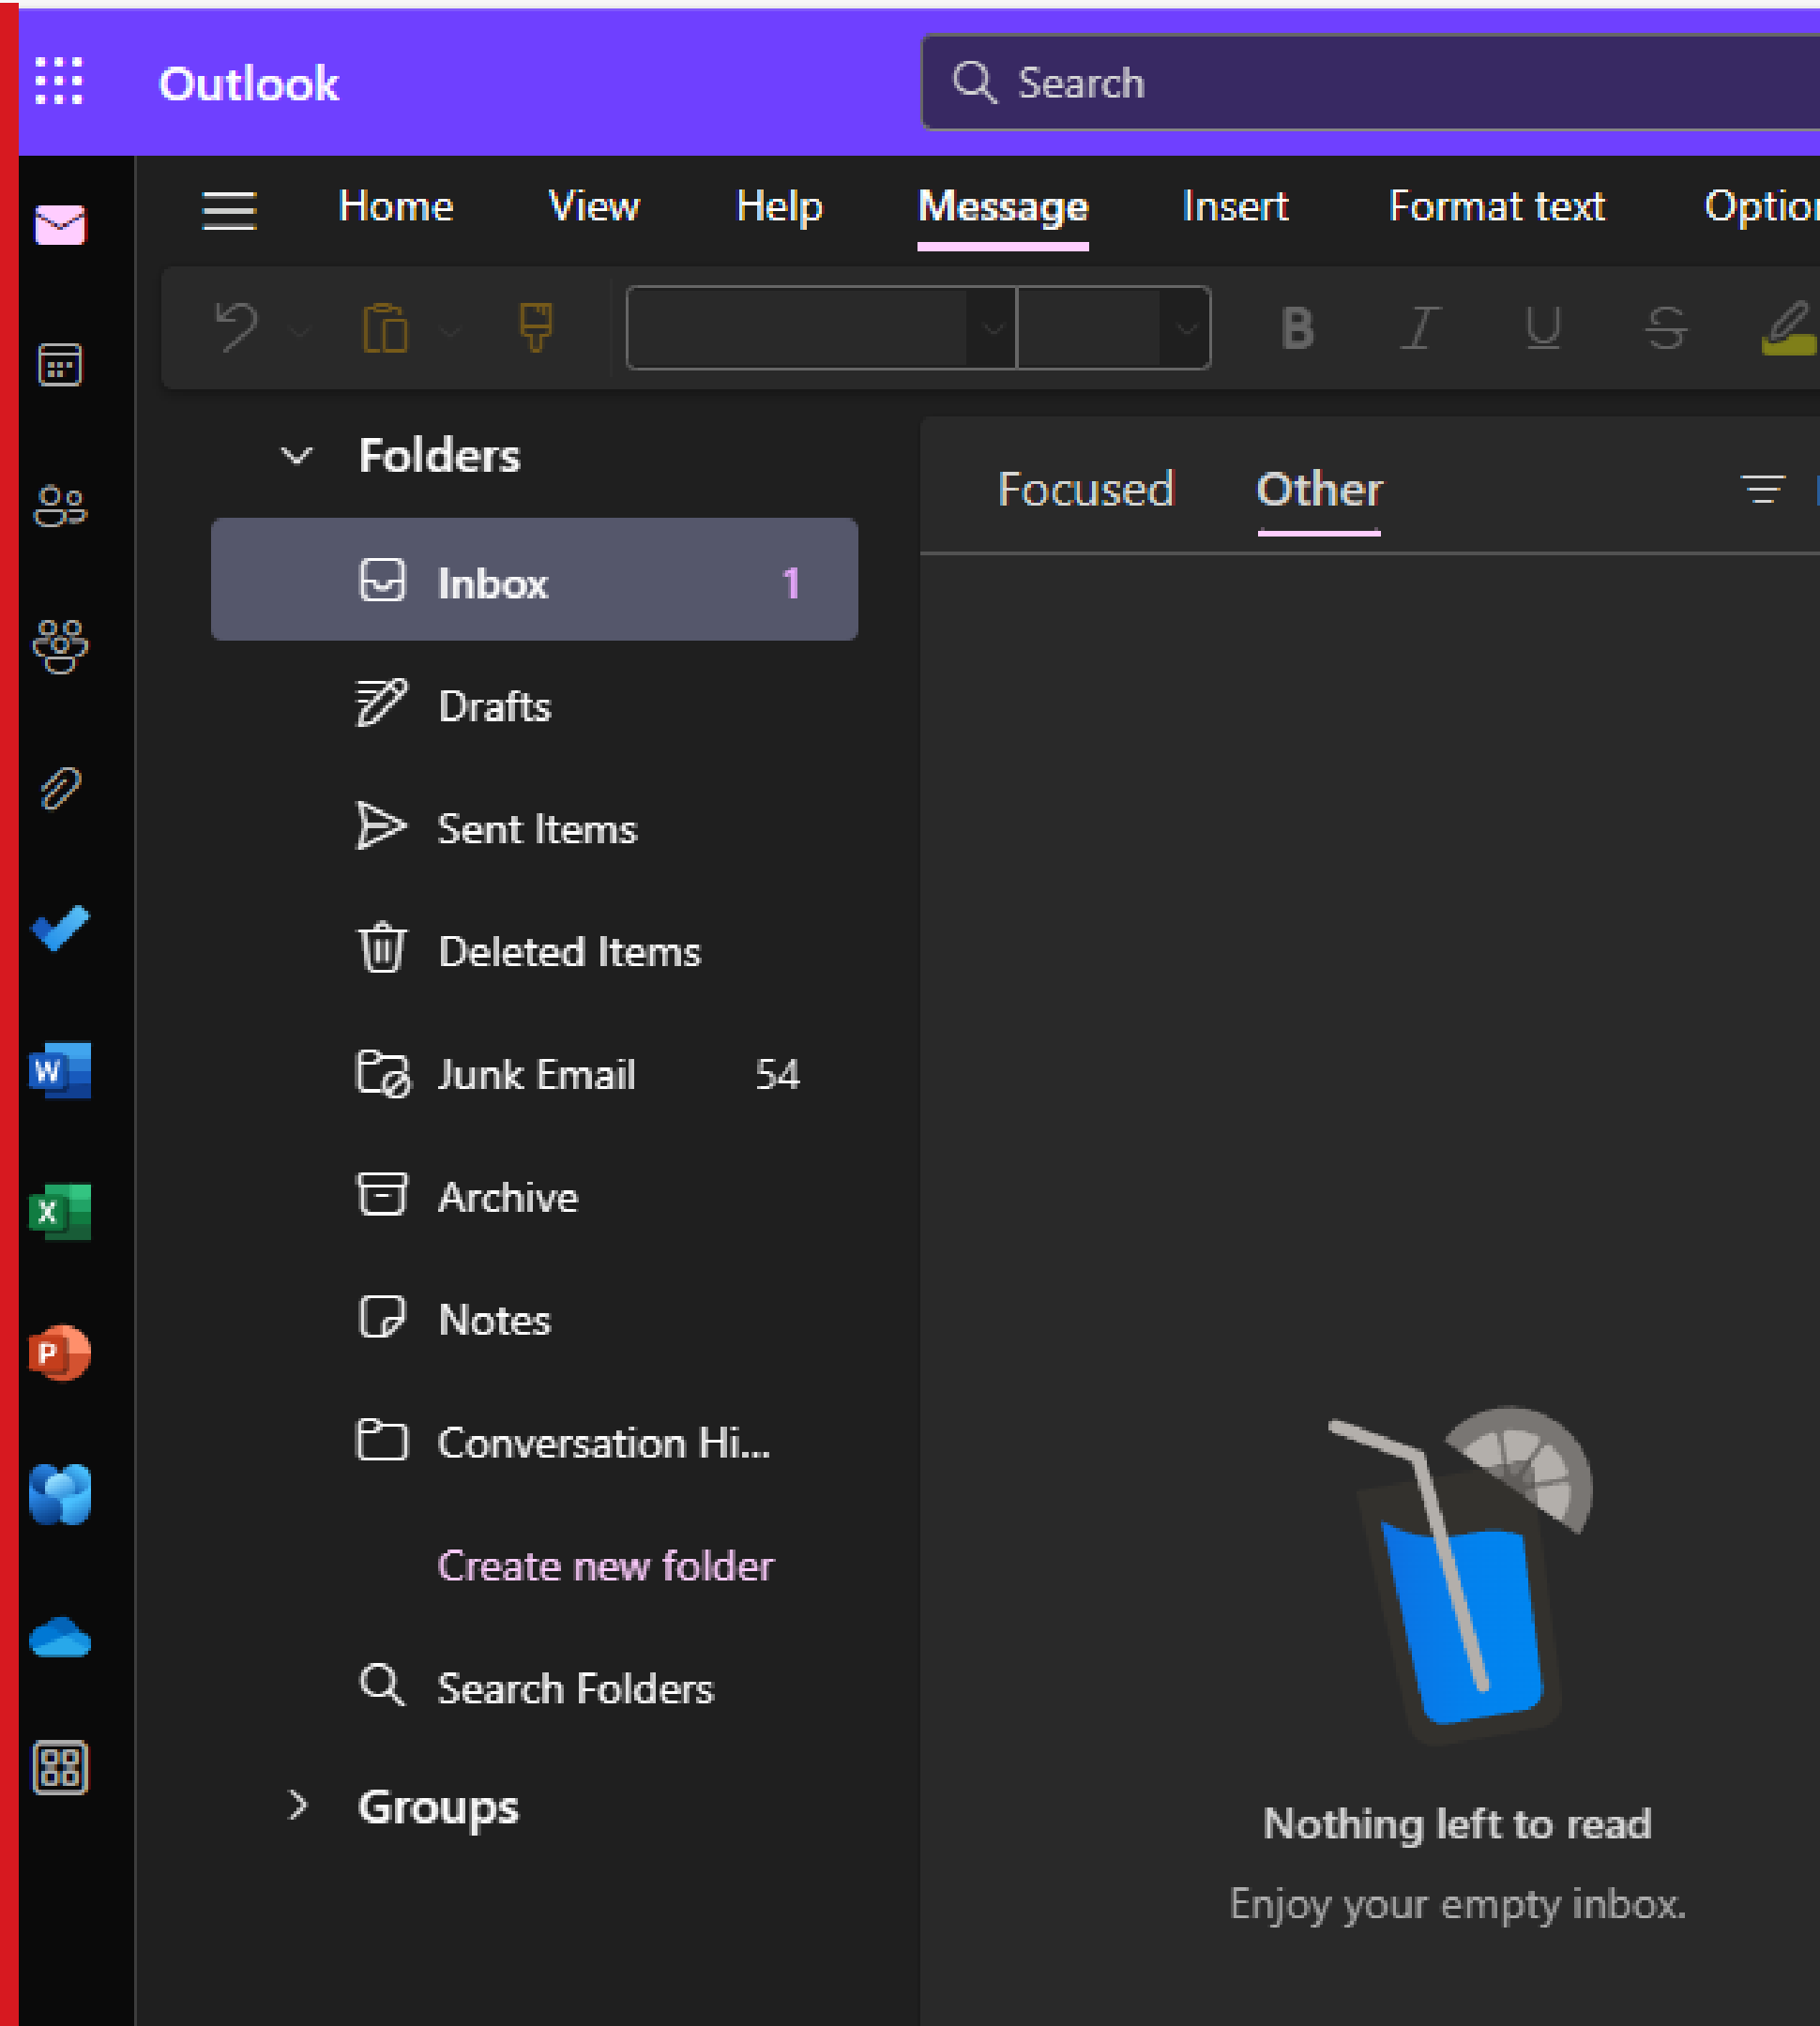 Outlook
Search
Home View Help Message Insert Format text Option
B I U S
Folders
Focused Other
Inbox 1
Drafts
Sent Items
Deleted Items
Junk Email 54
W
Archive
X
Notes
P
Conversation Hi...
Create new folder
Search Folders
Groups
Nothing left to read
Enjoy your empty inbox.